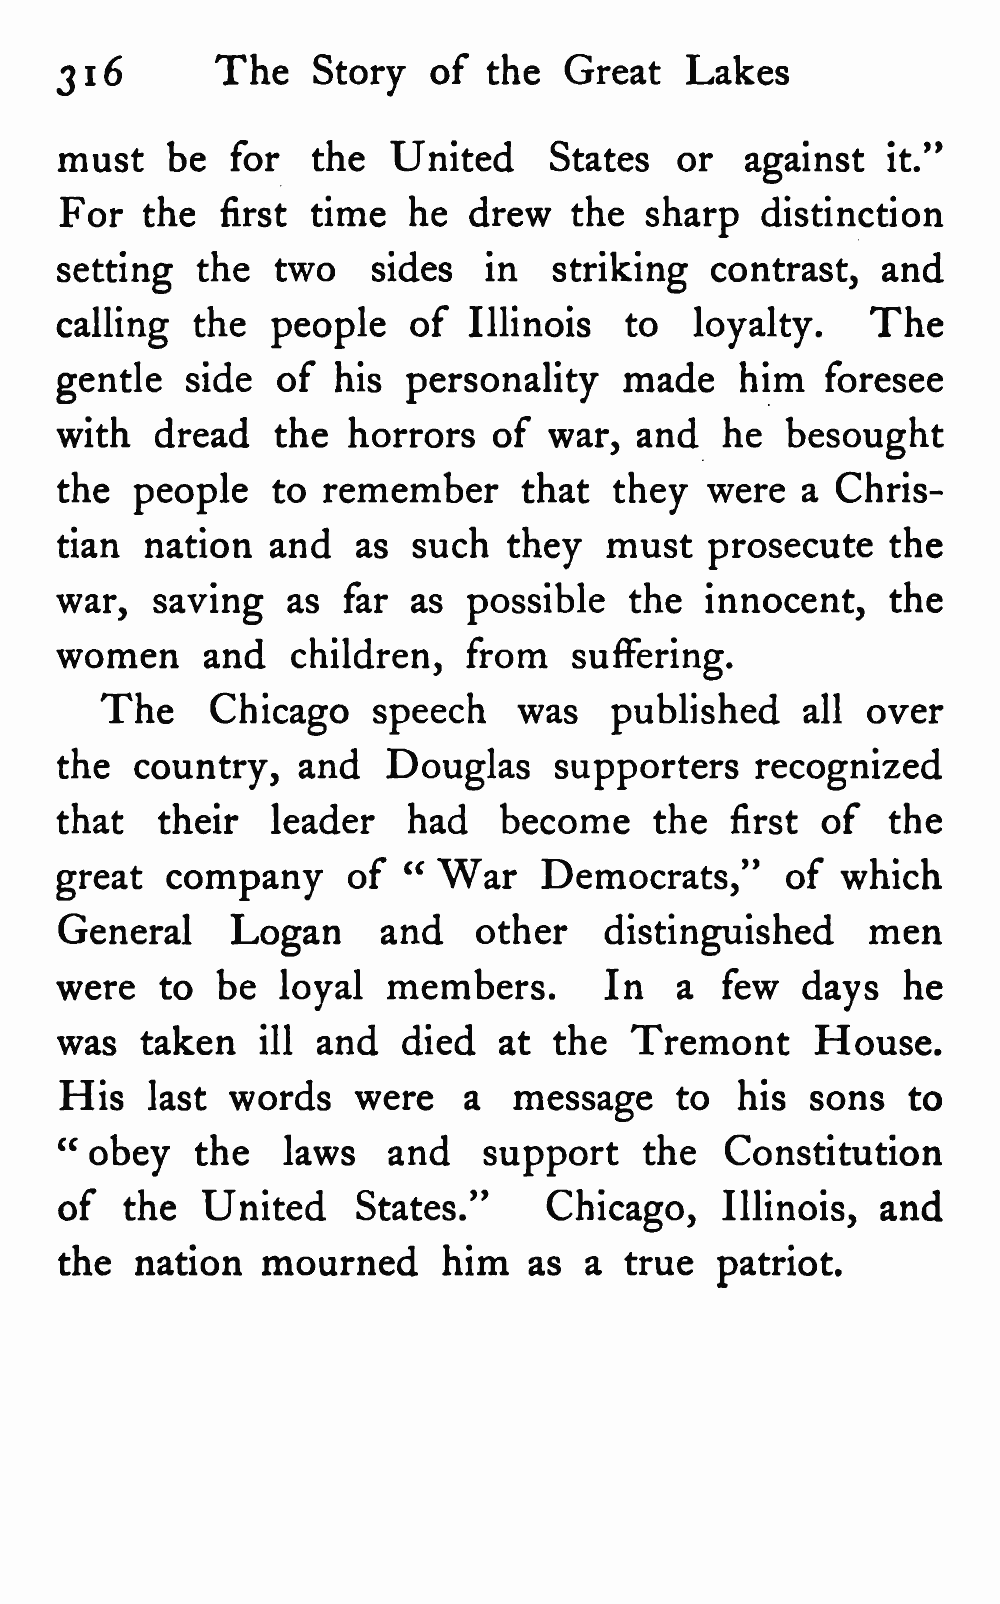 316 The Story of the Great Lakes
must be for the United States or against it.”
For the first time he drew the sharp distinction
setting the two sides in striking contrast, and
calling the people of Illinois to loyalty. The
gentle side of his personality made him foresee
with dread the horrors of war, and he besought
the people to remember that they were a Chris-
tian nation and as such they must prosecute the
war, saving as far as possible the innocent, the
women and children, from suffering.
The Chicago speech was published all over
the country, and Douglas supporters recognized
that their leader had become the first of the
great company of “ War Democrats,” of which
General Logan and other distinguished men
were to be loyal members. In a few days he
was taken ill and died at the Tremont House.
His last words were a message to his sons to
“ obey the laws and support the Constitution
of the United States.” Chicago, Illinois, and
the nation mourned him as a true patriot.